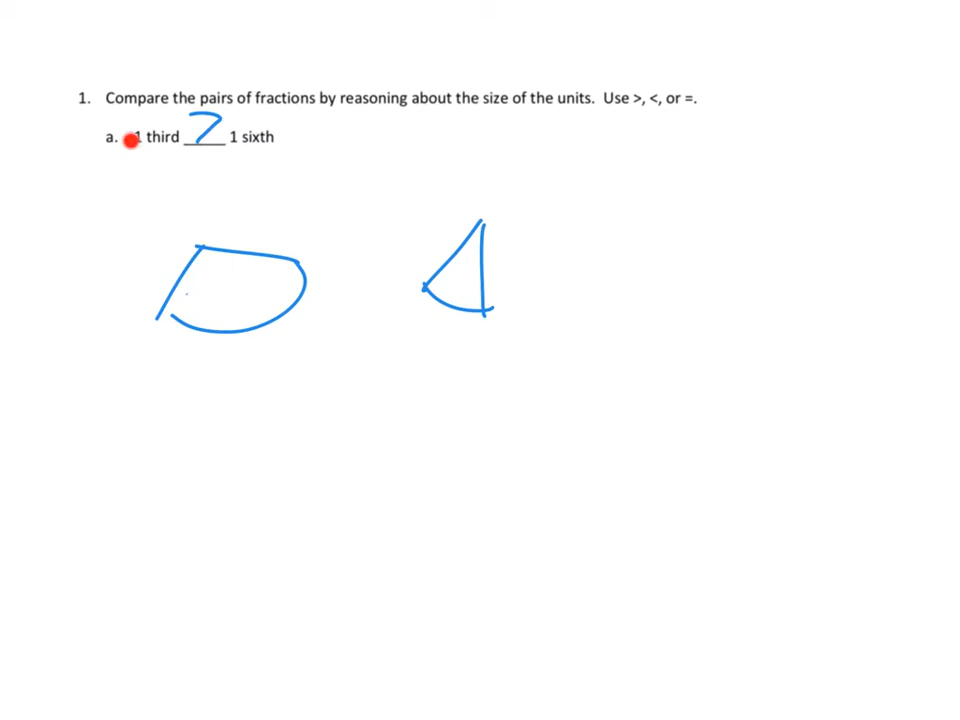 1. Compare the pairs of fractions by reasoning about the size of the units. Use >, <, or =.
a. 1 third > 1 sixth